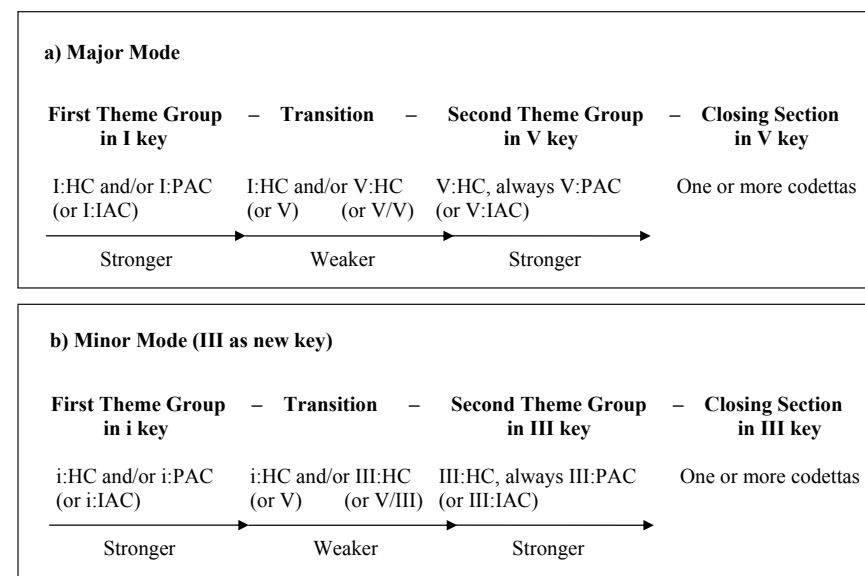 a) Major Mode
First Theme Group – Transition – Second Theme Group – Closing Section
in I key in V key in V key
I:HC and/or I:PAC I:HC and/or V:HC V:HC, always V:PAC One or more codettas
(or I:IAC) (or V) (or V/V) (or V:IAC)
Stronger Weaker Stronger
b) Minor Mode (III as new key)
First Theme Group – Transition – Second Theme Group – Closing Section
in i key in III key in III key
i:HC and/or i:PAC i:HC and/or III:HC III:HC, always III:PAC One or more codettas
(or i:IAC) (or V) (or V/III) (or III:IAC)
Stronger Weaker Stronger